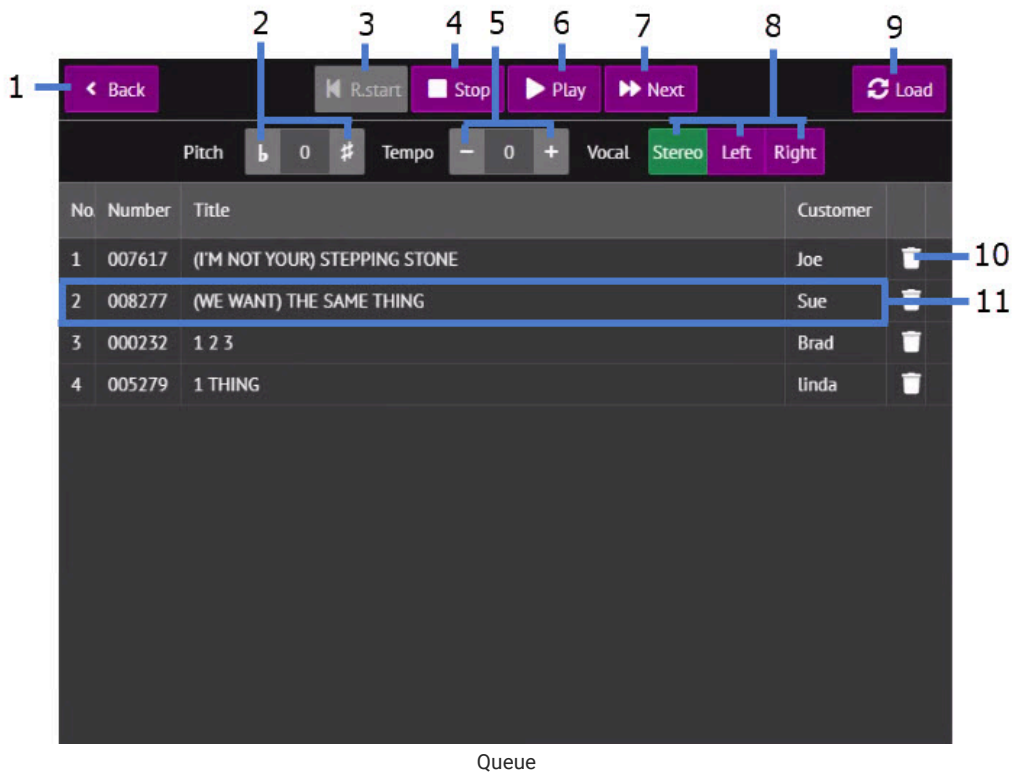 2 3 4 5 6 7 8 9
1 Back R.start Stop Play Next Load
Pitch ♭ 0 ♯ Tempo − 0 + Vocal Stereo Left Right
No. Number Title Customer
1 007617 (I'M NOT YOUR) STEPPING STONE Joe 10
2 008277 (WE WANT) THE SAME THING Sue 11
3 000232 1 2 3 Brad
4 005279 1 THING linda
Queue